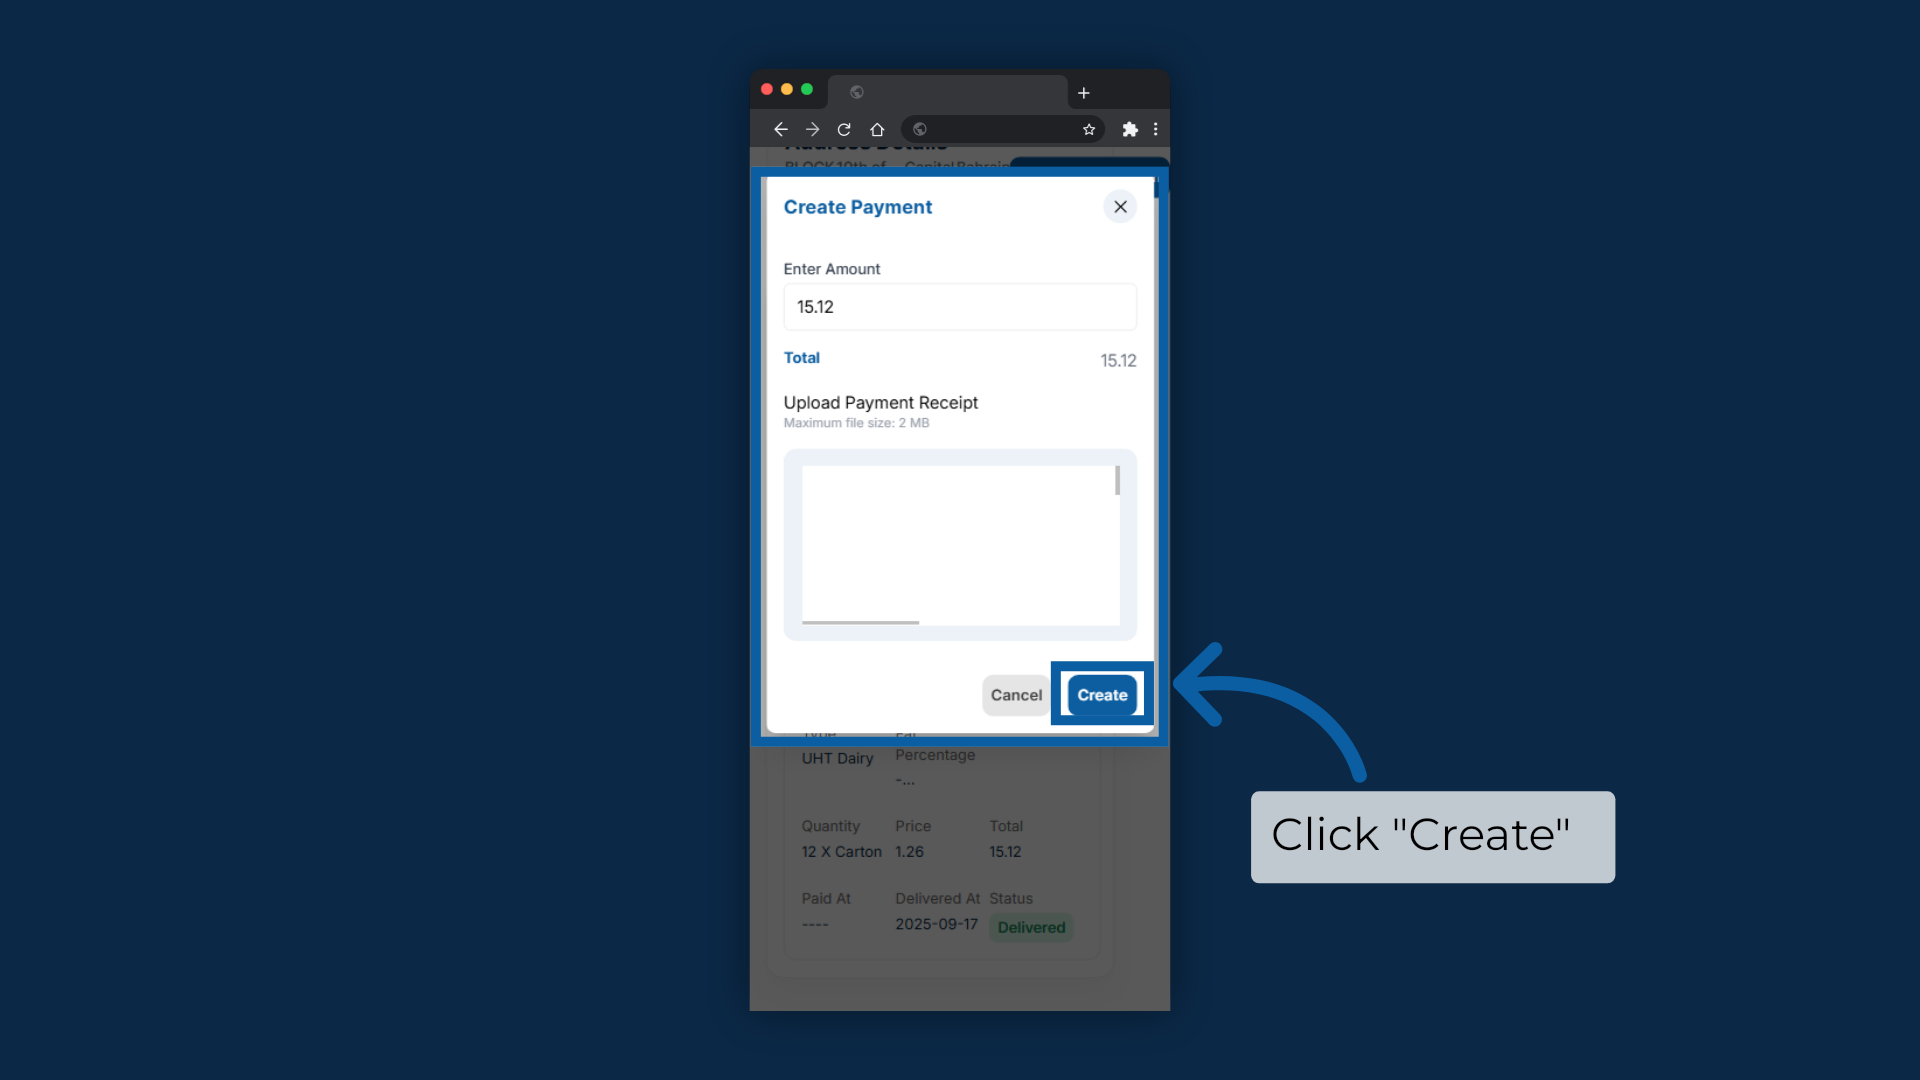 Address Details
BLOCK 10th of Capital Bahrain
Create Payment
Enter Amount
15.12
Total 15.12
Upload Payment Receipt
Maximum file size: 2 MB
Cancel Create
Type Fat
UHT Dairy Percentage
-...
Quantity Price Total
12 X Carton 1.26 15.12
Paid At Delivered At Status
---- 2025-09-17 Delivered
Click "Create"